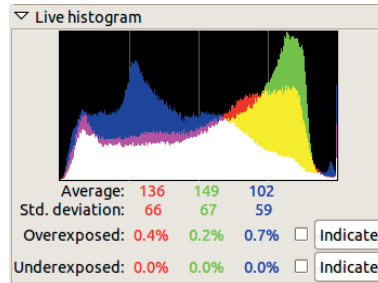 Live histogram
Average: 136 149 102
Std. deviation: 66 67 59
Overexposed: 0.4% 0.2% 0.7% Indicate
Underexposed: 0.0% 0.0% 0.0% Indicate